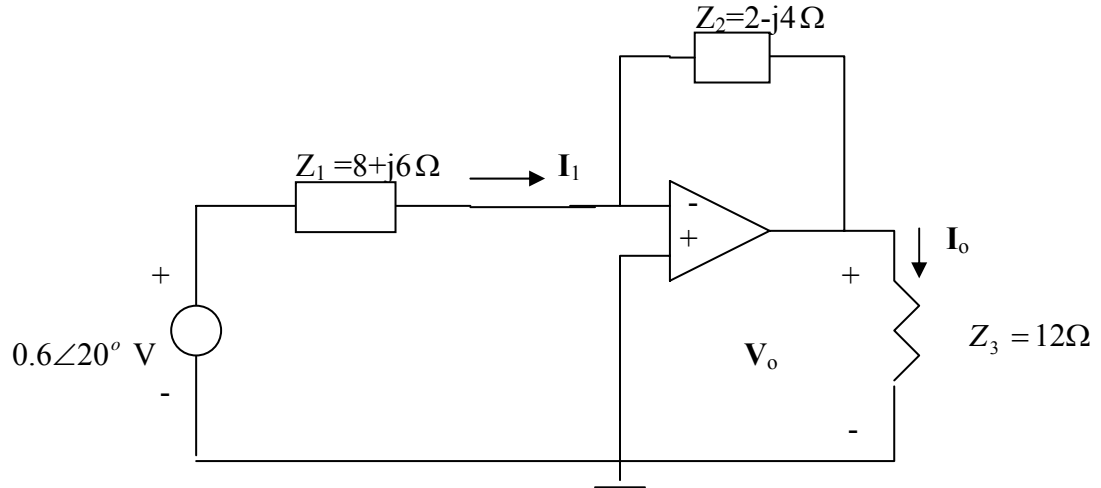 Z₂=2-j4 Ω
Z₁ =8+j6 Ω
I₁
-
+
Iₒ
+
+
0.6∠20° V
Vₒ
Z₃ = 12Ω
-
-